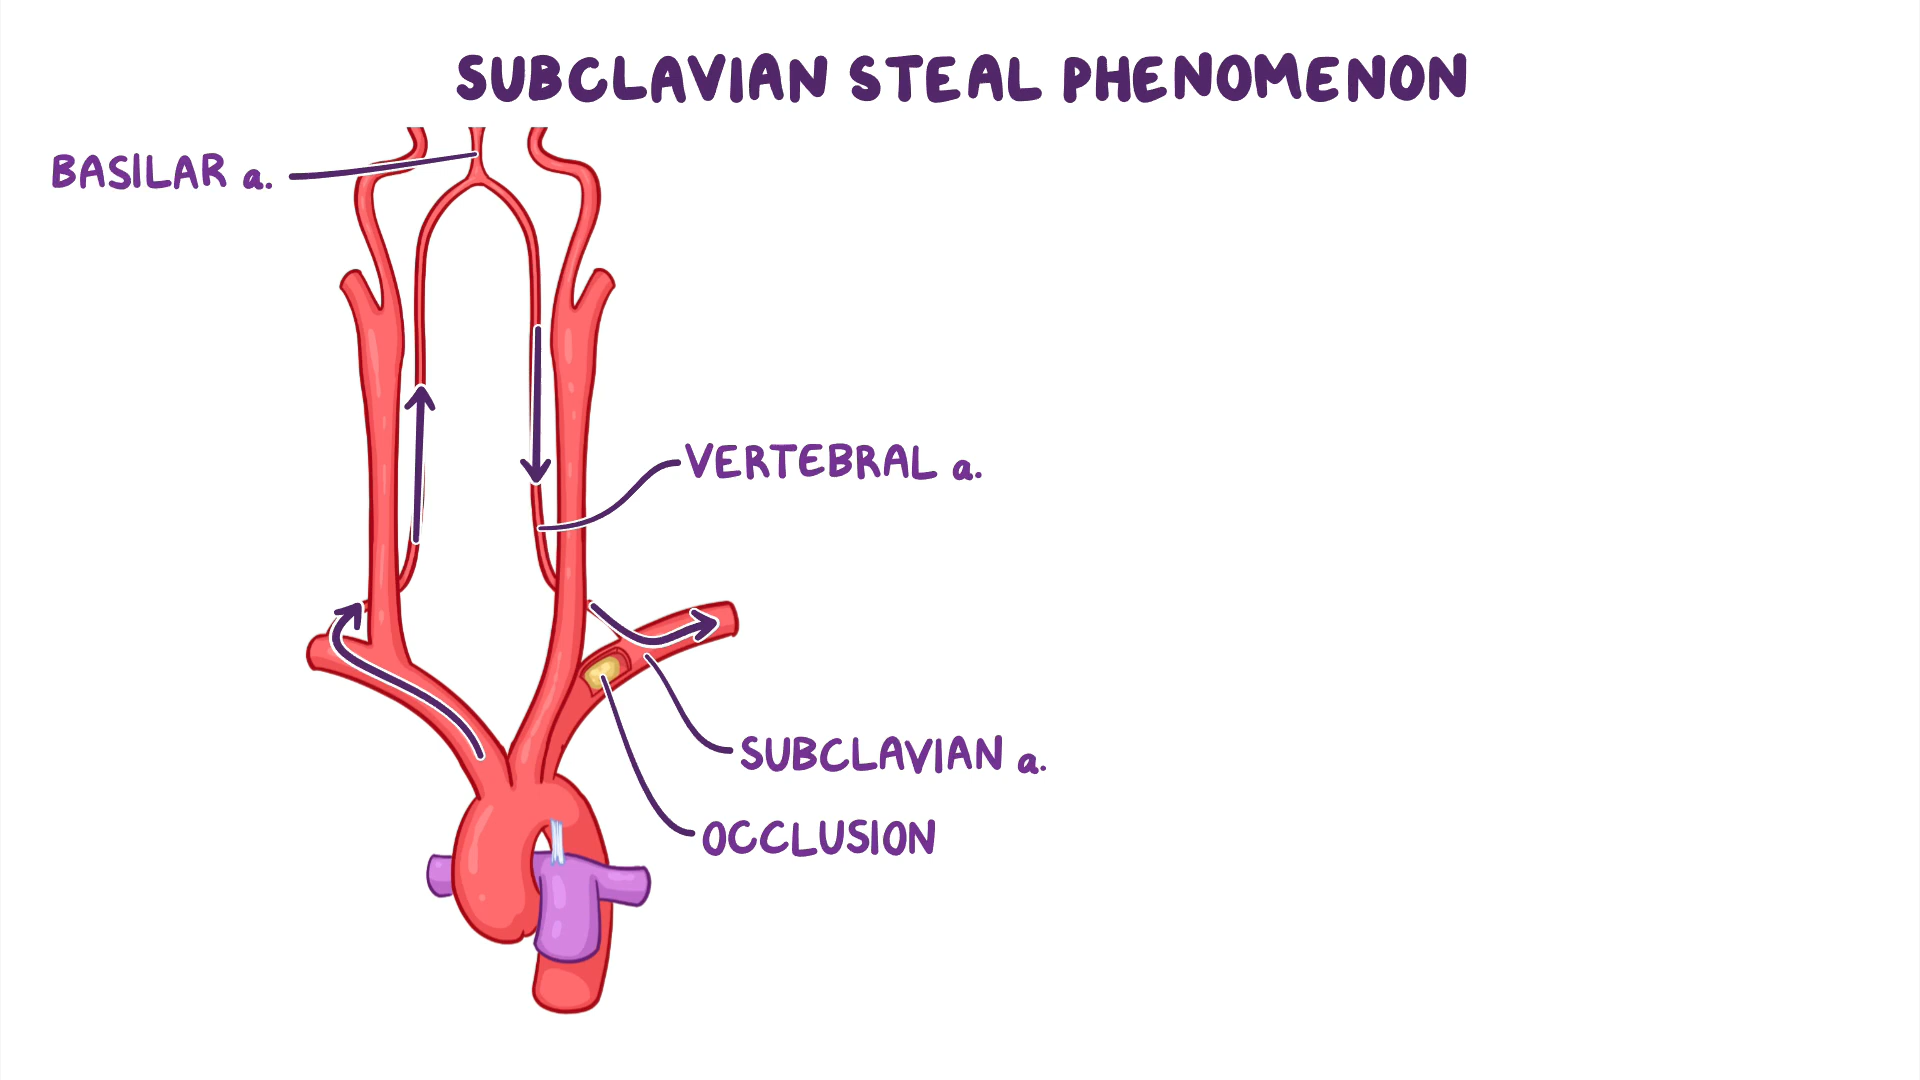 SUBCLAVIAN STEAL PHENOMENON
BASILAR a.
VERTEBRAL a.
SUBCLAVIAN a.
OCCLUSION